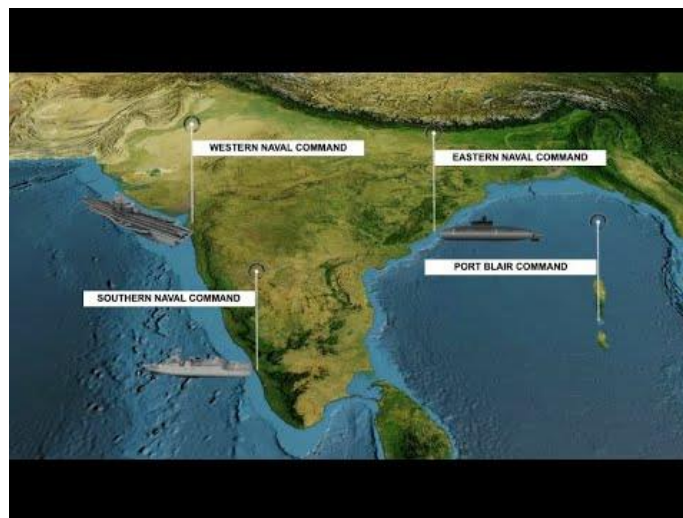 WESTERN NAVAL COMMAND
EASTERN NAVAL COMMAND
PORT BLAIR COMMAND
SOUTHERN NAVAL COMMAND